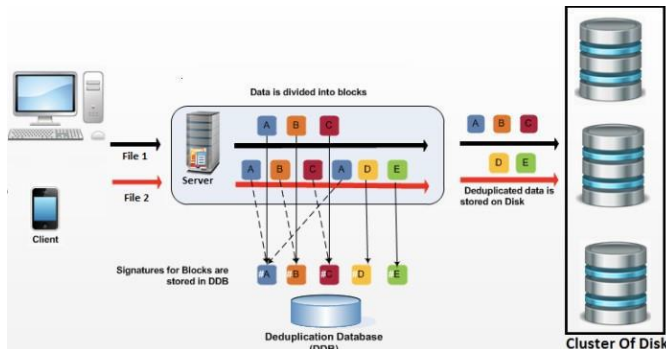 Data is divided into blocks
A B C
A B C
File 1
Server
D E
A B C A D E
File 2
Deduplicated data is
stored on Disk
Client
Signatures for Blocks are
stored in DDB
#A #B #C #D #E
Deduplication Database
(DDB)
Cluster Of Disk